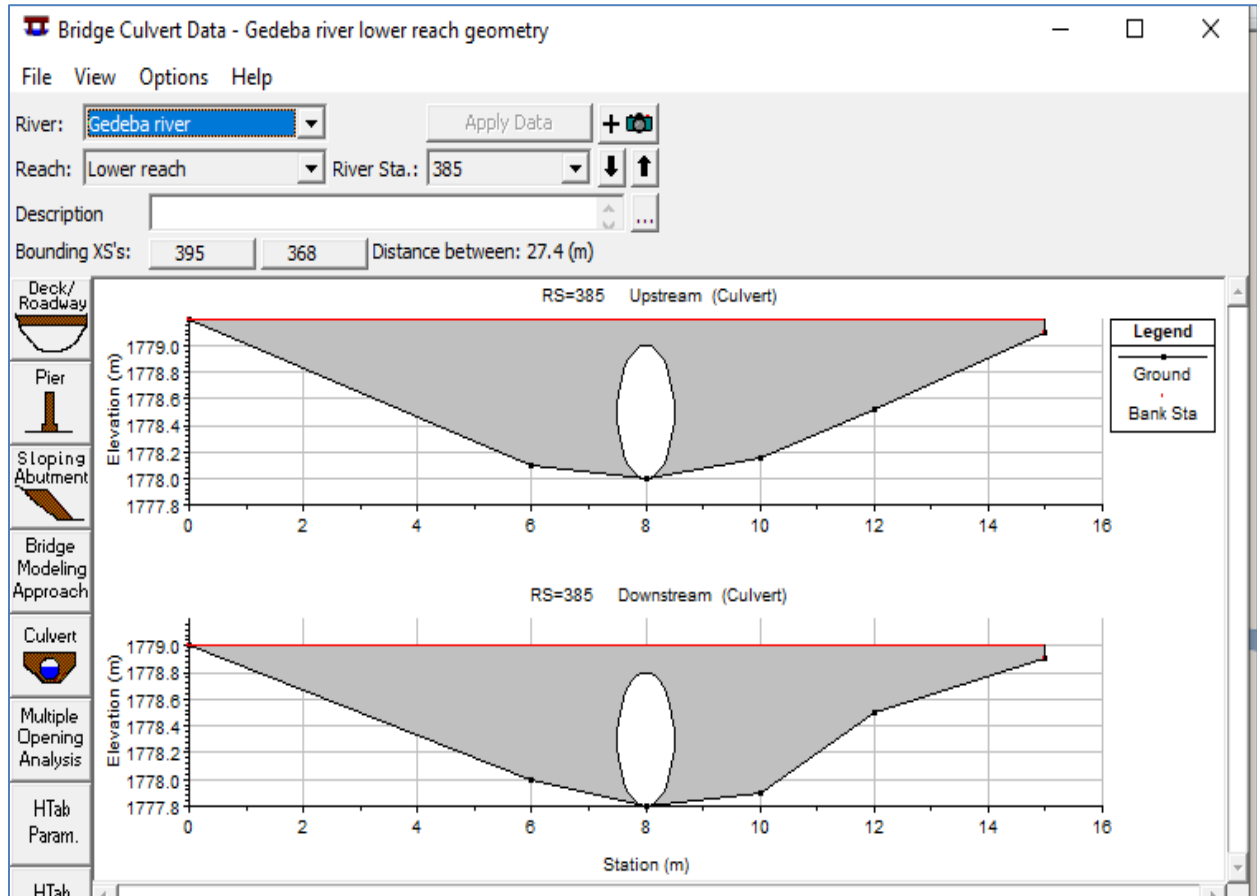 Bridge Culvert Data - Gedeba river lower reach geometry
File View Options Help
River: Gedeba river Apply Data
Reach: Lower reach River Sta.: 385
Description ...
Bounding XS's: 395 368 Distance between: 27.4 (m)
Deck/
Roadway
Pier
Sloping
Abutment
Bridge
Modeling
Approach
Culvert
Multiple
Opening
Analysis
HTab
Param.
HTab
RS=385 Upstream (Culvert)
Elevation (m)
1779.0
1778.8
1778.6
1778.4
1778.2
1778.0
1777.8
0 2 4 6 8 10 12 14 16
Legend
Ground
Bank Sta
RS=385 Downstream (Culvert)
Elevation (m)
1779.0
1778.8
1778.6
1778.4
1778.2
1778.0
1777.8
0 2 4 6 8 10 12 14 16
Station (m)